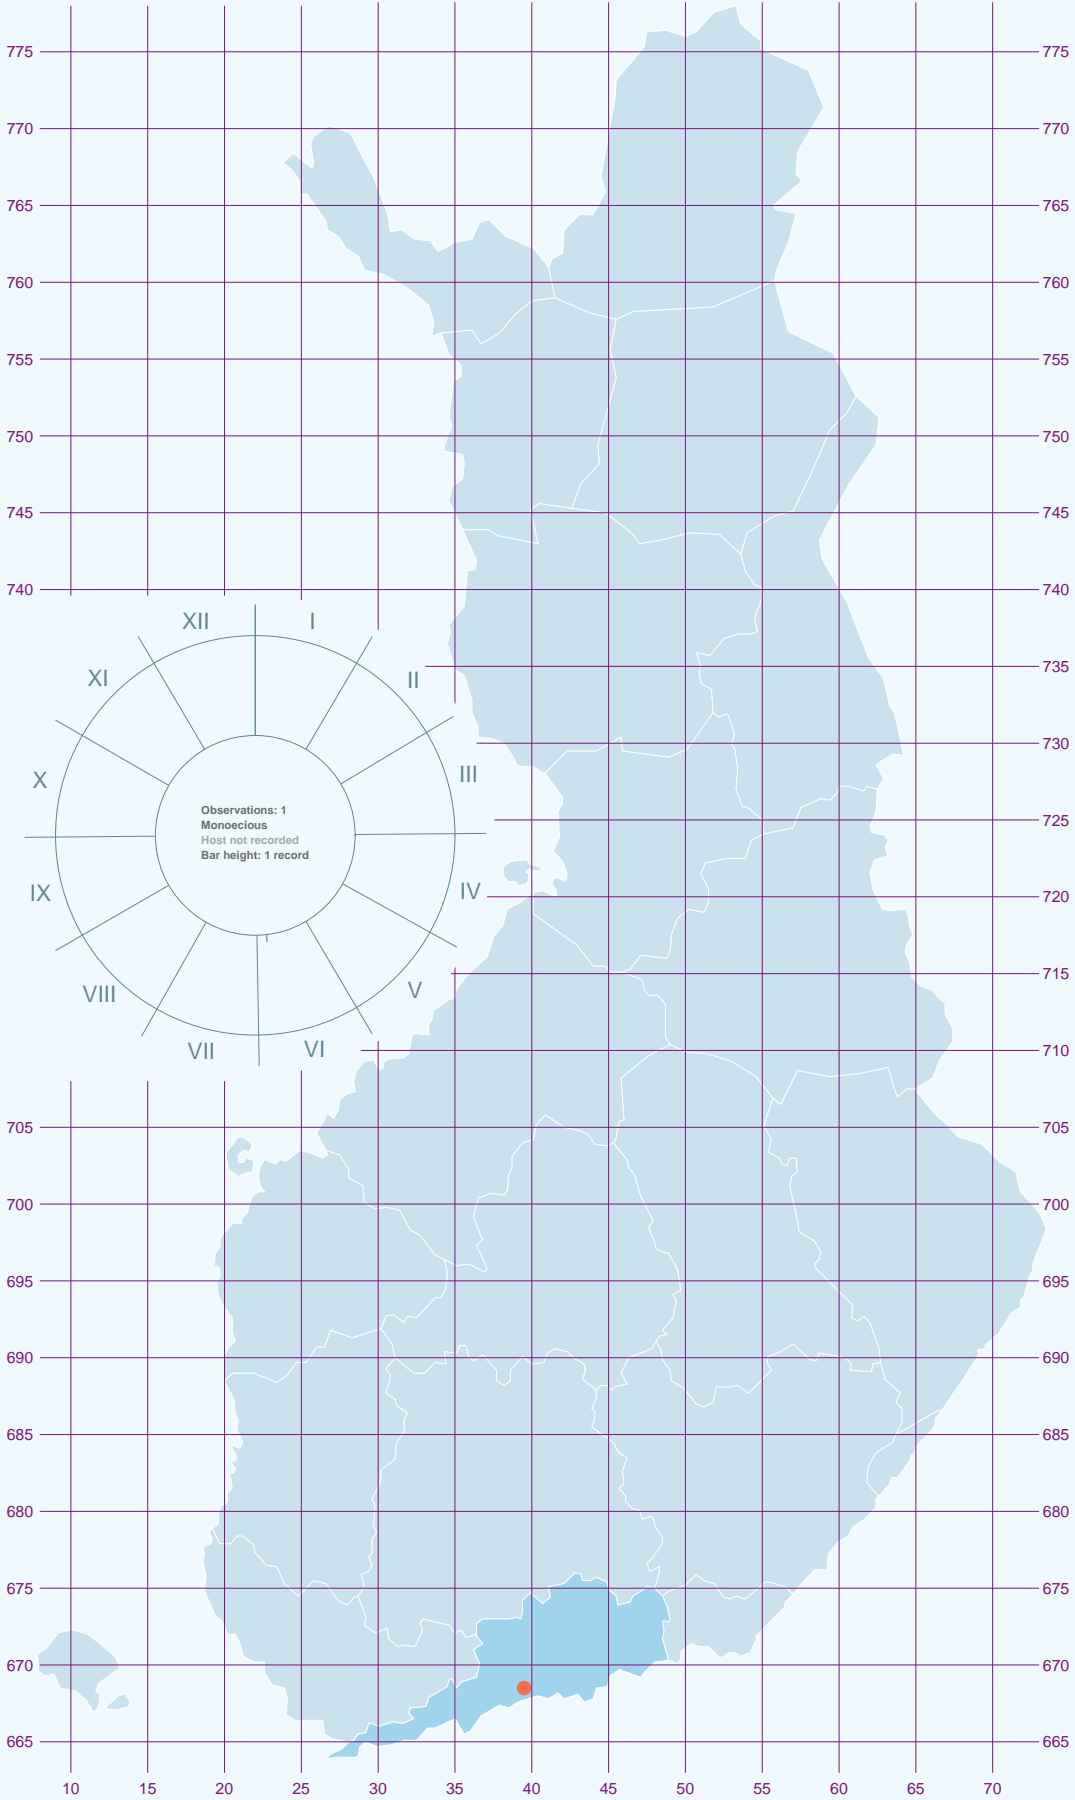 775 775
770 770
765 765
760 760
755 755
750 750
745 745
740 740
XII I
XI II
735
730
X III
Observations: 1
Monoecious
Host not recorded
Bar height: 1 record
725
IX IV
720
715
VIII V
VII VI
710
705 705
700 700
695 695
690 690
685 685
680 680
675 675
670 670
665 665
10 15 20 25 30 35 40 45 50 55 60 65 70